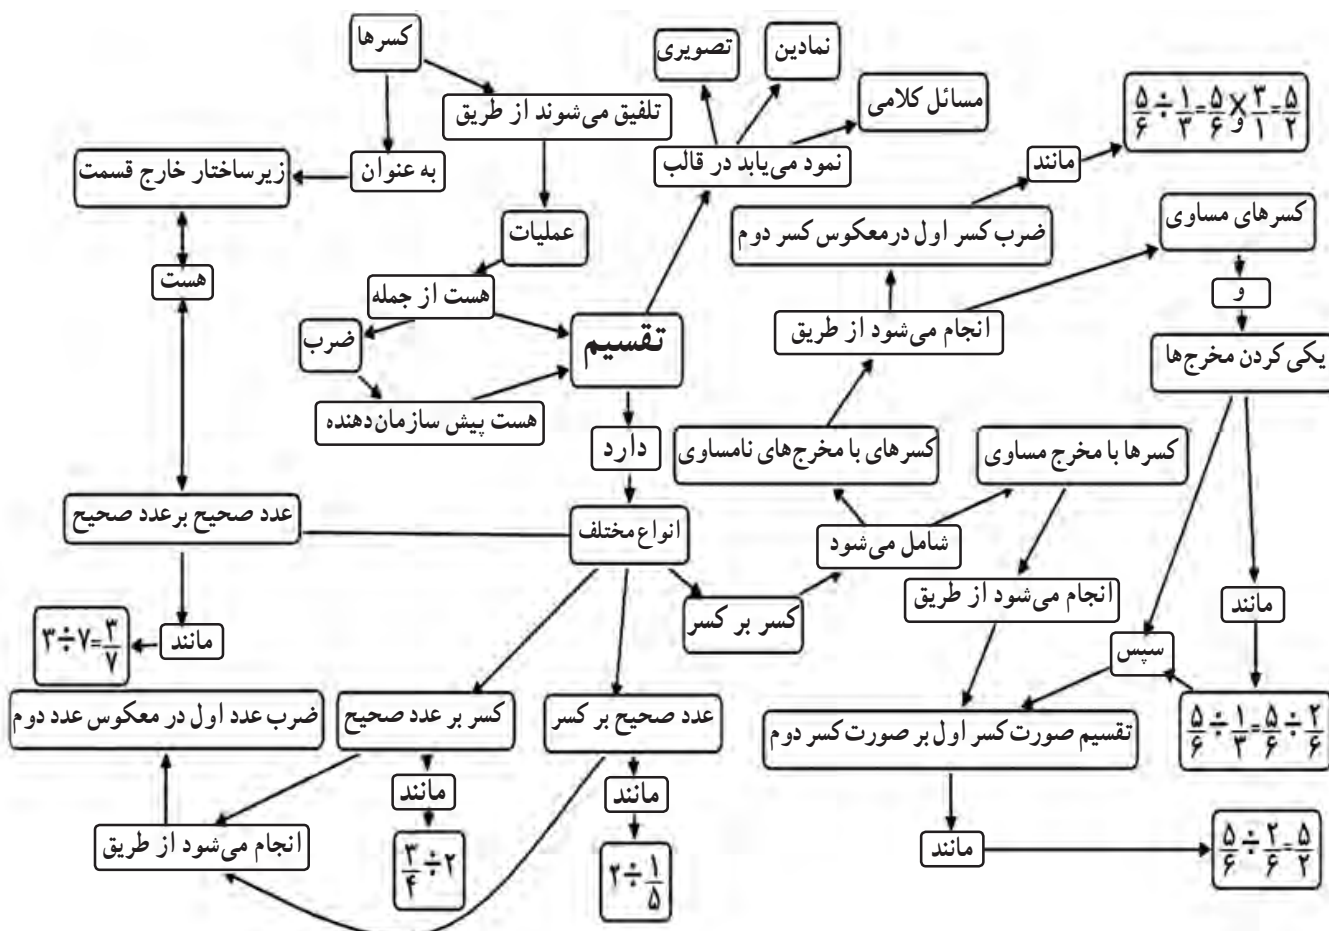 کسرها
تصویری
نمادین
مسائل کلامی
۵/۶ ÷ ۱/۳ = ۵/۶ × ۳/۱ = ۵/۲
و
تلفیق می‌شوند از طریق
به عنوان
زیرساختار خارج قسمت
نمود می‌یابد در قالب
مانند
ضرب کسر اول در معکوس کسر دوم
کسرهای مساوی
عملیات
هست
هست از جمله
و
ضرب
تقسیم
انجام می‌شود از طریق
یکی کردن مخرج‌ها
هست پیش سازمان‌دهنده
دارد
کسرهای با مخرج‌های نامساوی
کسرها با مخرج مساوی
عدد صحیح بر عدد صحیح
انواع مختلف
شامل می‌شود
انجام می‌شود از طریق
مانند
کسر بر کسر
مانند
۳ ÷ ۷ = ۳/۷
سپس
ضرب عدد اول در معکوس عدد دوم
کسر بر عدد صحیح
عدد صحیح بر کسر
تقسیم صورت کسر اول بر صورت کسر دوم
۵/۶ ÷ ۱/۳ = ۵/۶ ÷ ۲/۶
مانند
مانند
انجام می‌شود از طریق
مانند
۵/۶ ÷ ۲/۶ = ۵/۲
۳/۴ ÷ ۲
۲ ÷ ۱/۵